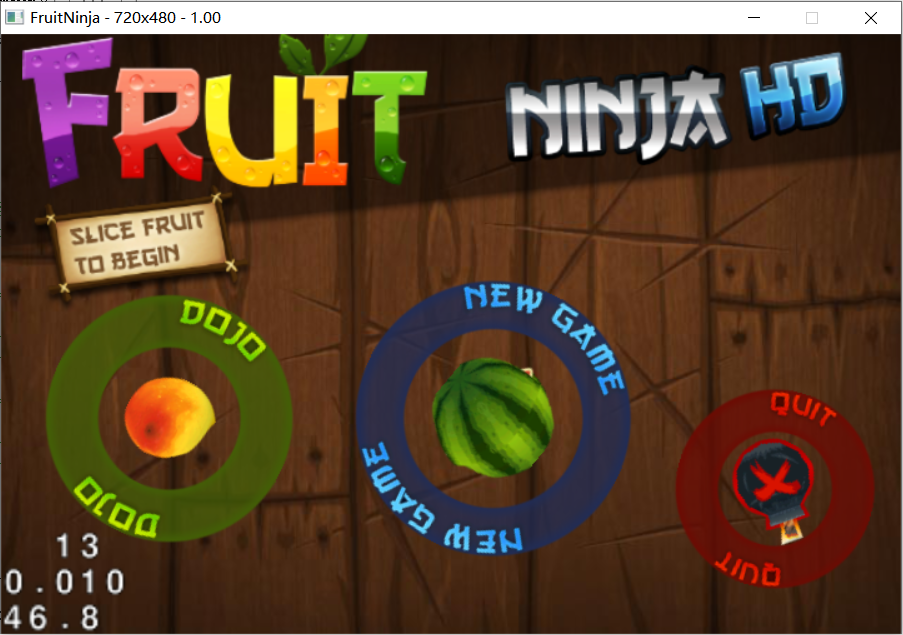 FruitNinja - 720x480 - 1.00
FRUIT NINJA HD
SLICE FRUIT
TO BEGIN
DOJO
DOJO
NEW GAME
NEW GAME
QUIT
QUIT
13
0.010
46.8